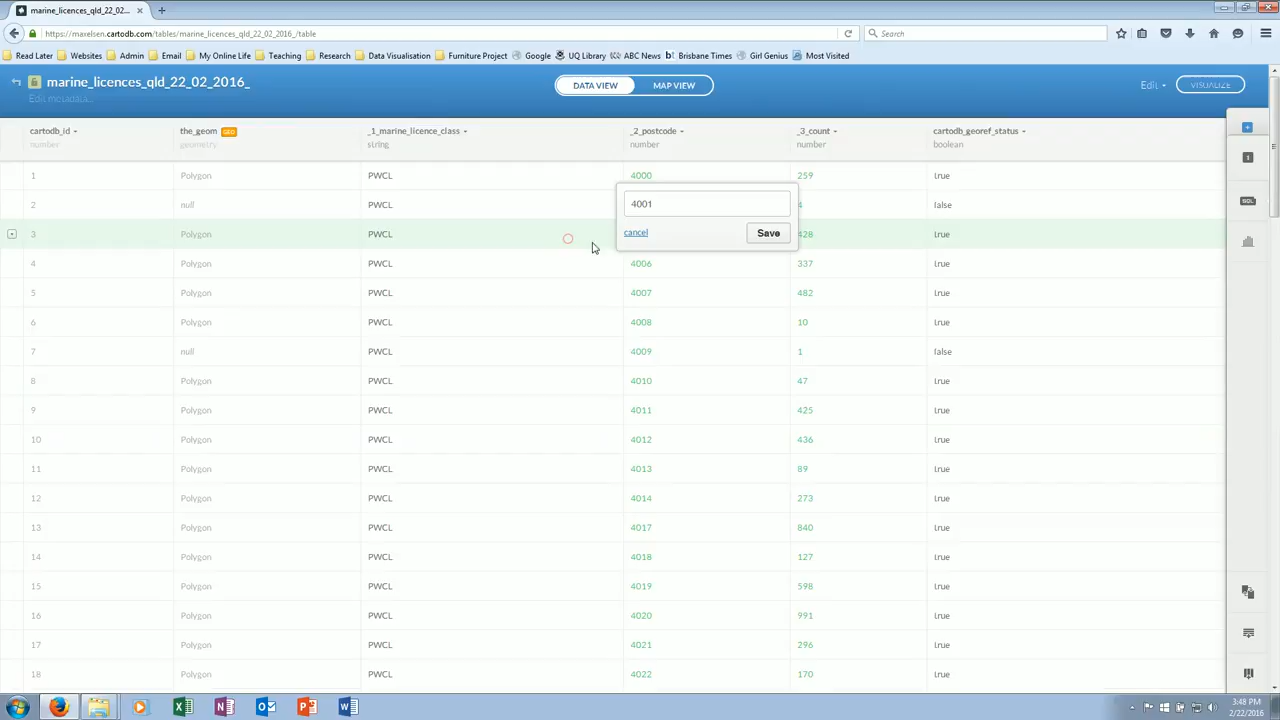 marine_licences_qld_22_02...
https://maxelsen.cartodb.com/tables/marine_licences_qld_22_02_2016_/table
Search
Read Later Websites Admin Email My Online Life Teaching Research Data Visualisation Furniture Project Google UQ Library ABC News Brisbane Times Girl Genius Most Visited
marine_licences_qld_22_02_2016_
Edit metadata...
DATA VIEW MAP VIEW
Edit
VISUALIZE
cartodb_id the_geom GEO _1_marine_licence_class _2_postcode _3_count cartodb_georef_status
number geometry string number number boolean
1 Polygon PWCL 4000 259 true
2 null PWCL 4001 4 false
3 Polygon PWCL cancel Save 428 true
4 Polygon PWCL 4006 337 true
5 Polygon PWCL 4007 482 true
6 Polygon PWCL 4008 10 true
7 null PWCL 4009 1 false
8 Polygon PWCL 4010 47 true
9 Polygon PWCL 4011 425 true
10 Polygon PWCL 4012 436 true
11 Polygon PWCL 4013 89 true
12 Polygon PWCL 4014 273 true
13 Polygon PWCL 4017 840 true
14 Polygon PWCL 4018 127 true
15 Polygon PWCL 4019 598 true
16 Polygon PWCL 4020 991 true
17 Polygon PWCL 4021 296 true
18 Polygon PWCL 4022 170 true
SQL
3:48 PM
2/22/2016